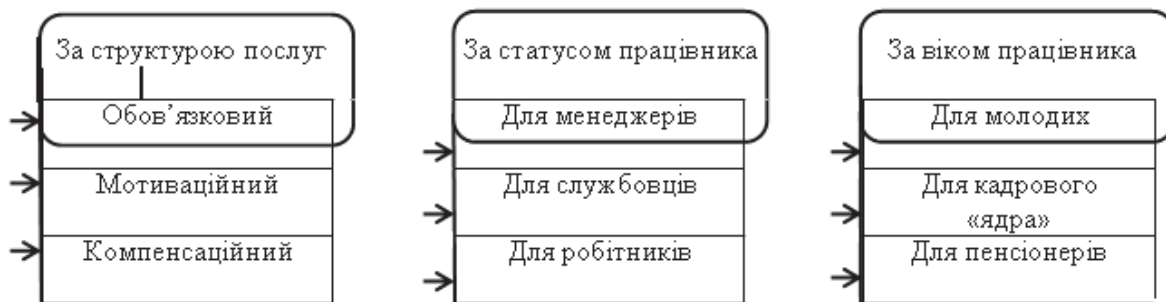 За структурою послуг
Обов’язковий
Мотиваційний
Компенсаційний
За статусом працівника
Для менеджерів
Для службовців
Для робітників
За віком працівника
Для молодих
Для кадрового
«ядра»
Для пенсіонерів